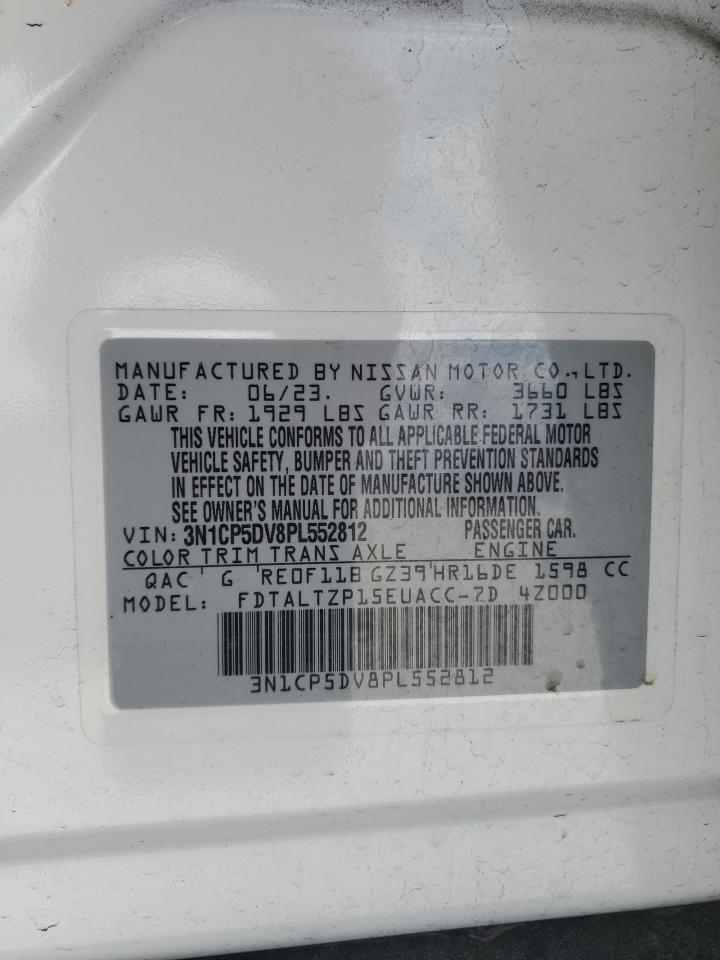 MANUFACTURED BY NISSAN MOTOR CO., LTD.
DATE: 06/23. GVWR: 3660 LBS
GAWR FR: 1929 LBS GAWR RR: 1731 LBS
THIS VEHICLE CONFORMS TO ALL APPLICABLE FEDERAL MOTOR
VEHICLE SAFETY, BUMPER AND THEFT PREVENTION STANDARDS
IN EFFECT ON THE DATE OF MANUFACTURE SHOWN ABOVE.
SEE OWNER'S MANUAL FOR ADDITIONAL INFORMATION.
VIN: 3N1CP5DV8PL552812 PASSENGER CAR.
COLOR TRIM TRANS AXLE ENGINE
QAC G RE0F11B GZ39 HR16DE 1598 CC
MODEL: FDTALTZP15EUACC-7D 4Z000
3N1CP5DV8PL552812